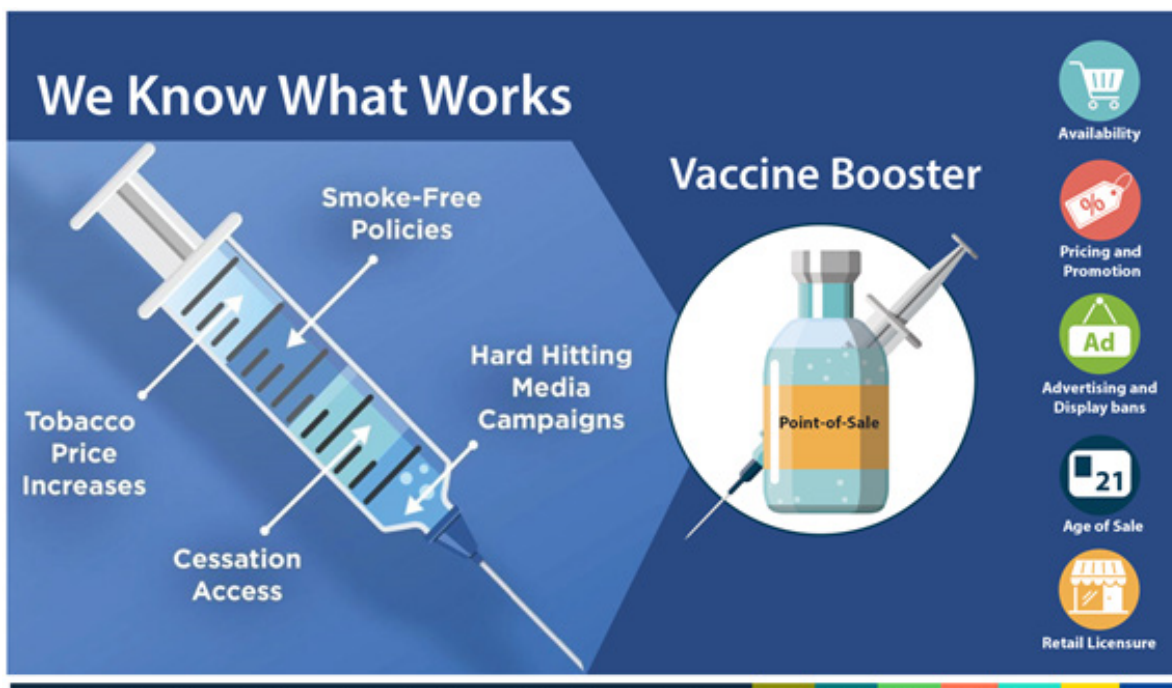 We Know What Works
Smoke-Free
Policies
Hard Hitting
Media
Campaigns
Tobacco
Price
Increases
Cessation
Access
Vaccine Booster
Point-of-Sale
Availability
%
Pricing and
Promotion
Ad
Advertising and
Display bans
21
Age of Sale
Retail Licensure